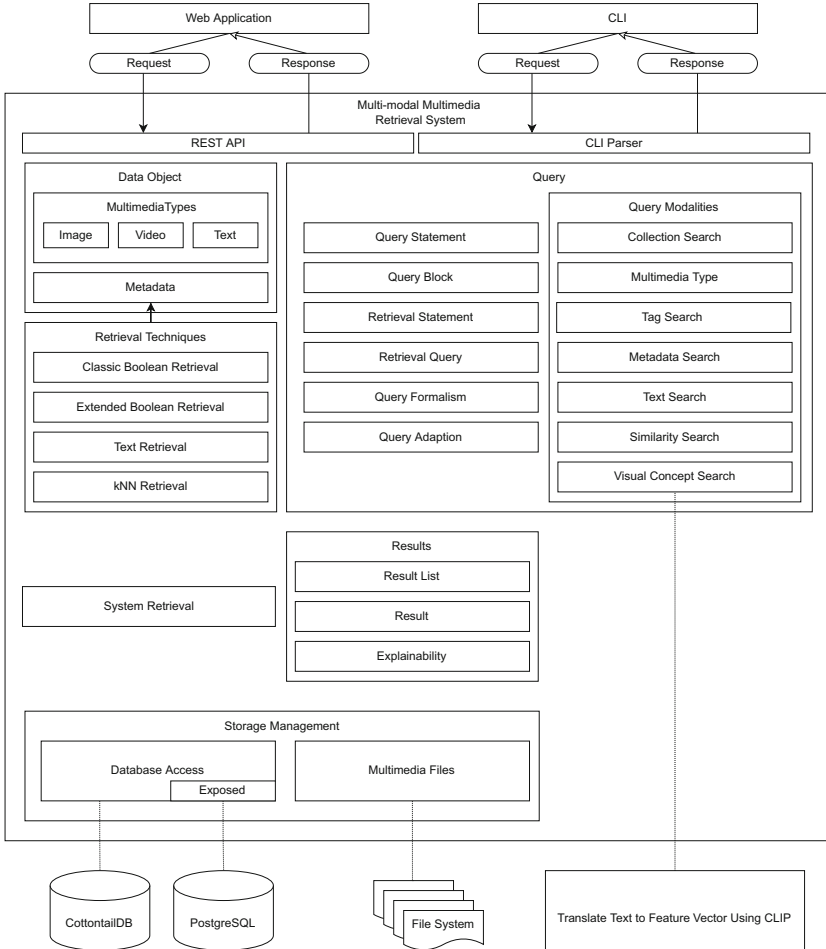 Web Application
CLI
Request
Response
Request
Response
Multi-modal Multimedia
Retrieval System
REST API
CLI Parser
Data Object
MultimediaTypes
Image
Video
Text
Metadata
Retrieval Techniques
Classic Boolean Retrieval
Extended Boolean Retrieval
Text Retrieval
kNN Retrieval
Query
Query Statement
Query Block
Retrieval Statement
Retrieval Query
Query Formalism
Query Adaption
Query Modalities
Collection Search
Multimedia Type
Tag Search
Metadata Search
Text Search
Similarity Search
Visual Concept Search
System Retrieval
Results
Result List
Result
Explainability
Storage Management
Database Access
Exposed
Multimedia Files
CottontailDB
PostgreSQL
File System
Translate Text to Feature Vector Using CLIP